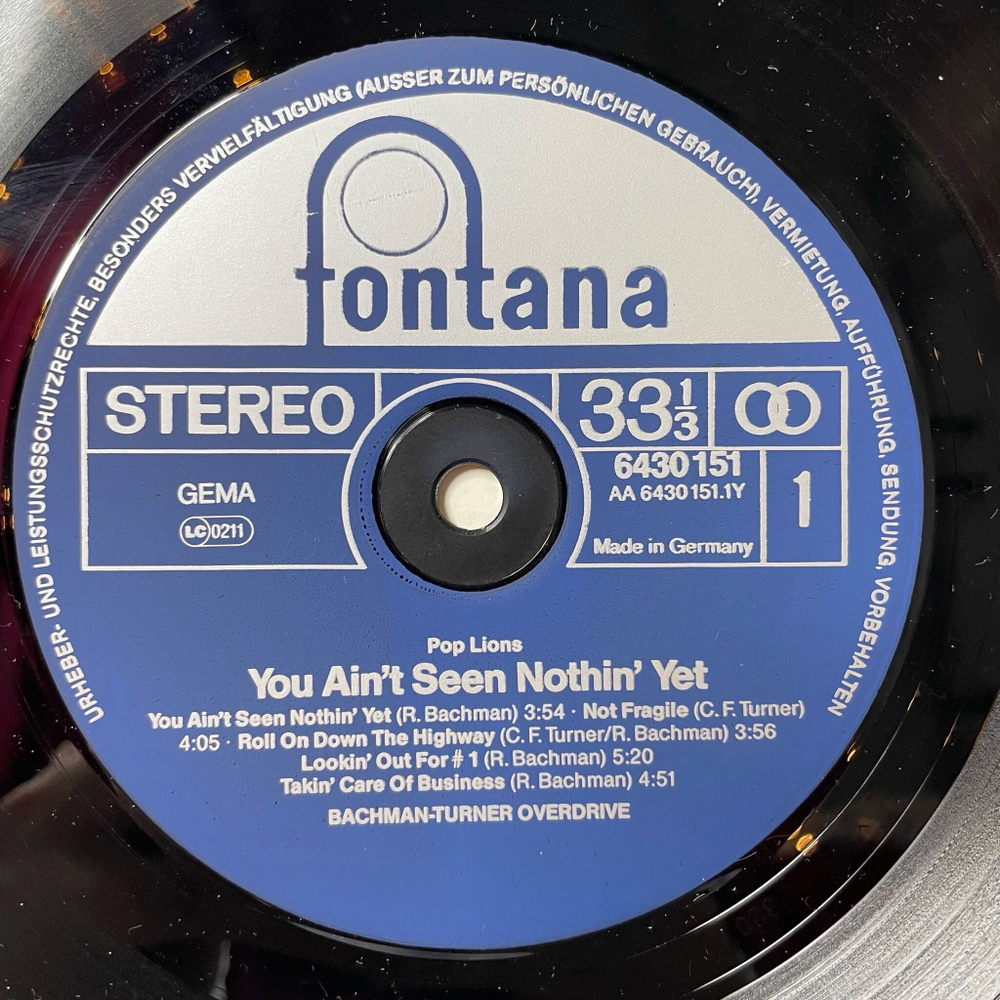 URHEBER- UND LEISTUNGSSCHUTZRECHTE, BESONDERS VERVIELFÄLTIGUNG (AUSSER ZUM PERSÖNLICHEN GEBRAUCH), VERMIETUNG, AUFFÜHRUNG, SENDUNG, VORBEHALTEN
fontana
STEREO
33 1/3
GEMA
LC 0211
6430 151
AA 6430 151.1Y
1
Made in Germany
Pop Lions
You Ain't Seen Nothin' Yet
You Ain't Seen Nothin' Yet (R. Bachman) 3:54 · Not Fragile (C. F. Turner)
4:05 · Roll On Down The Highway (C. F. Turner/R. Bachman) 3:56
Lookin' Out For # 1 (R. Bachman) 5:20
Takin' Care Of Business (R. Bachman) 4:51
BACHMAN-TURNER OVERDRIVE
320